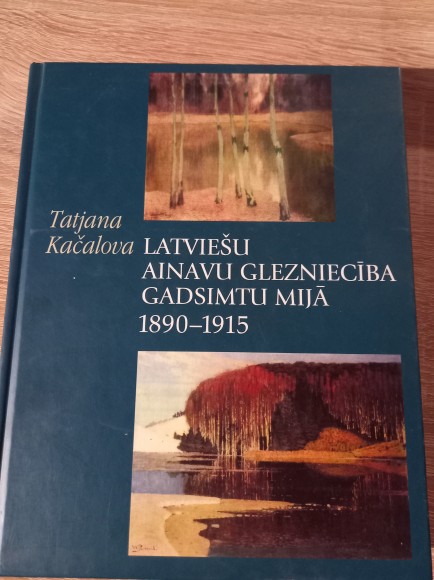 Tatjana
Kačalova
LATVIEŠU
AINAVU GLEZNIECĪBA
GADSIMTU MIJĀ
1890–1915